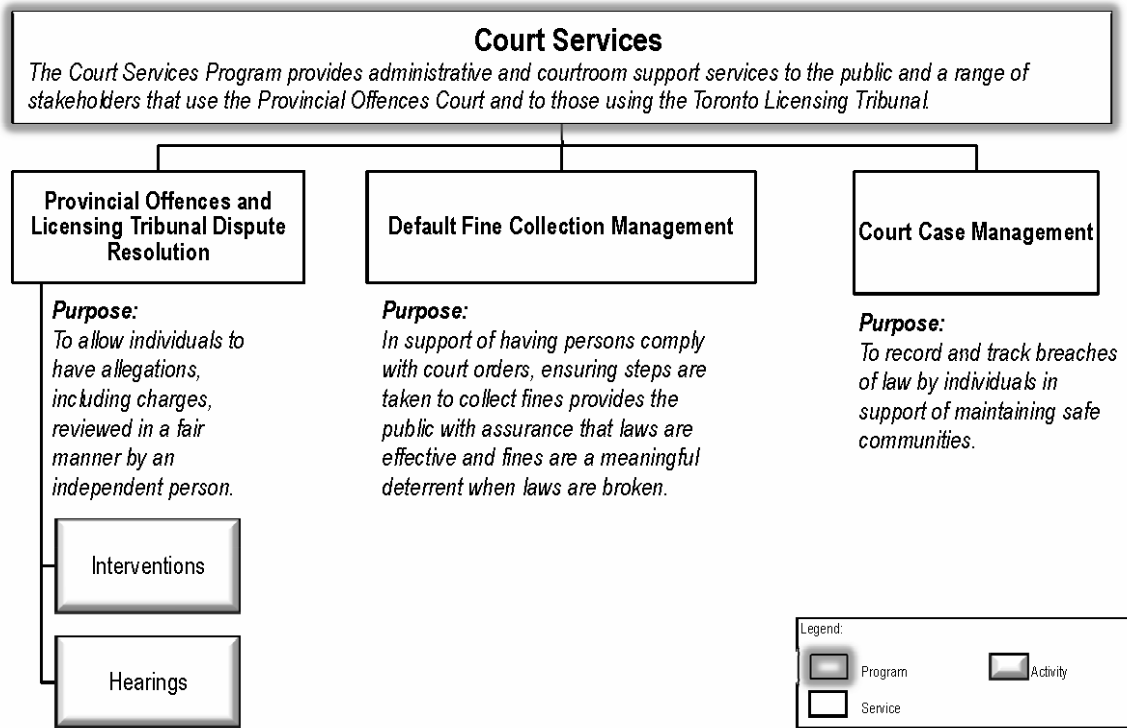 Court Services
The Court Services Program provides administrative and courtroom support services to the public and a range of
stakeholders that use the Provincial Offences Court and to those using the Toronto Licensing Tribunal.
Provincial Offences and
Licensing Tribunal Dispute
Resolution
Purpose:
To allow individuals to
have allegations,
including charges,
reviewed in a fair
manner by an
independent person.
Interventions
Hearings
Default Fine Collection Management
Purpose:
In support of having persons comply
with court orders, ensuring steps are
taken to collect fines provides the
public with assurance that laws are
effective and fines are a meaningful
deterrent when laws are broken.
Court Case Management
Purpose:
To record and track breaches
of law by individuals in
support of maintaining safe
communities.
Legend:
Program
Activity
Service